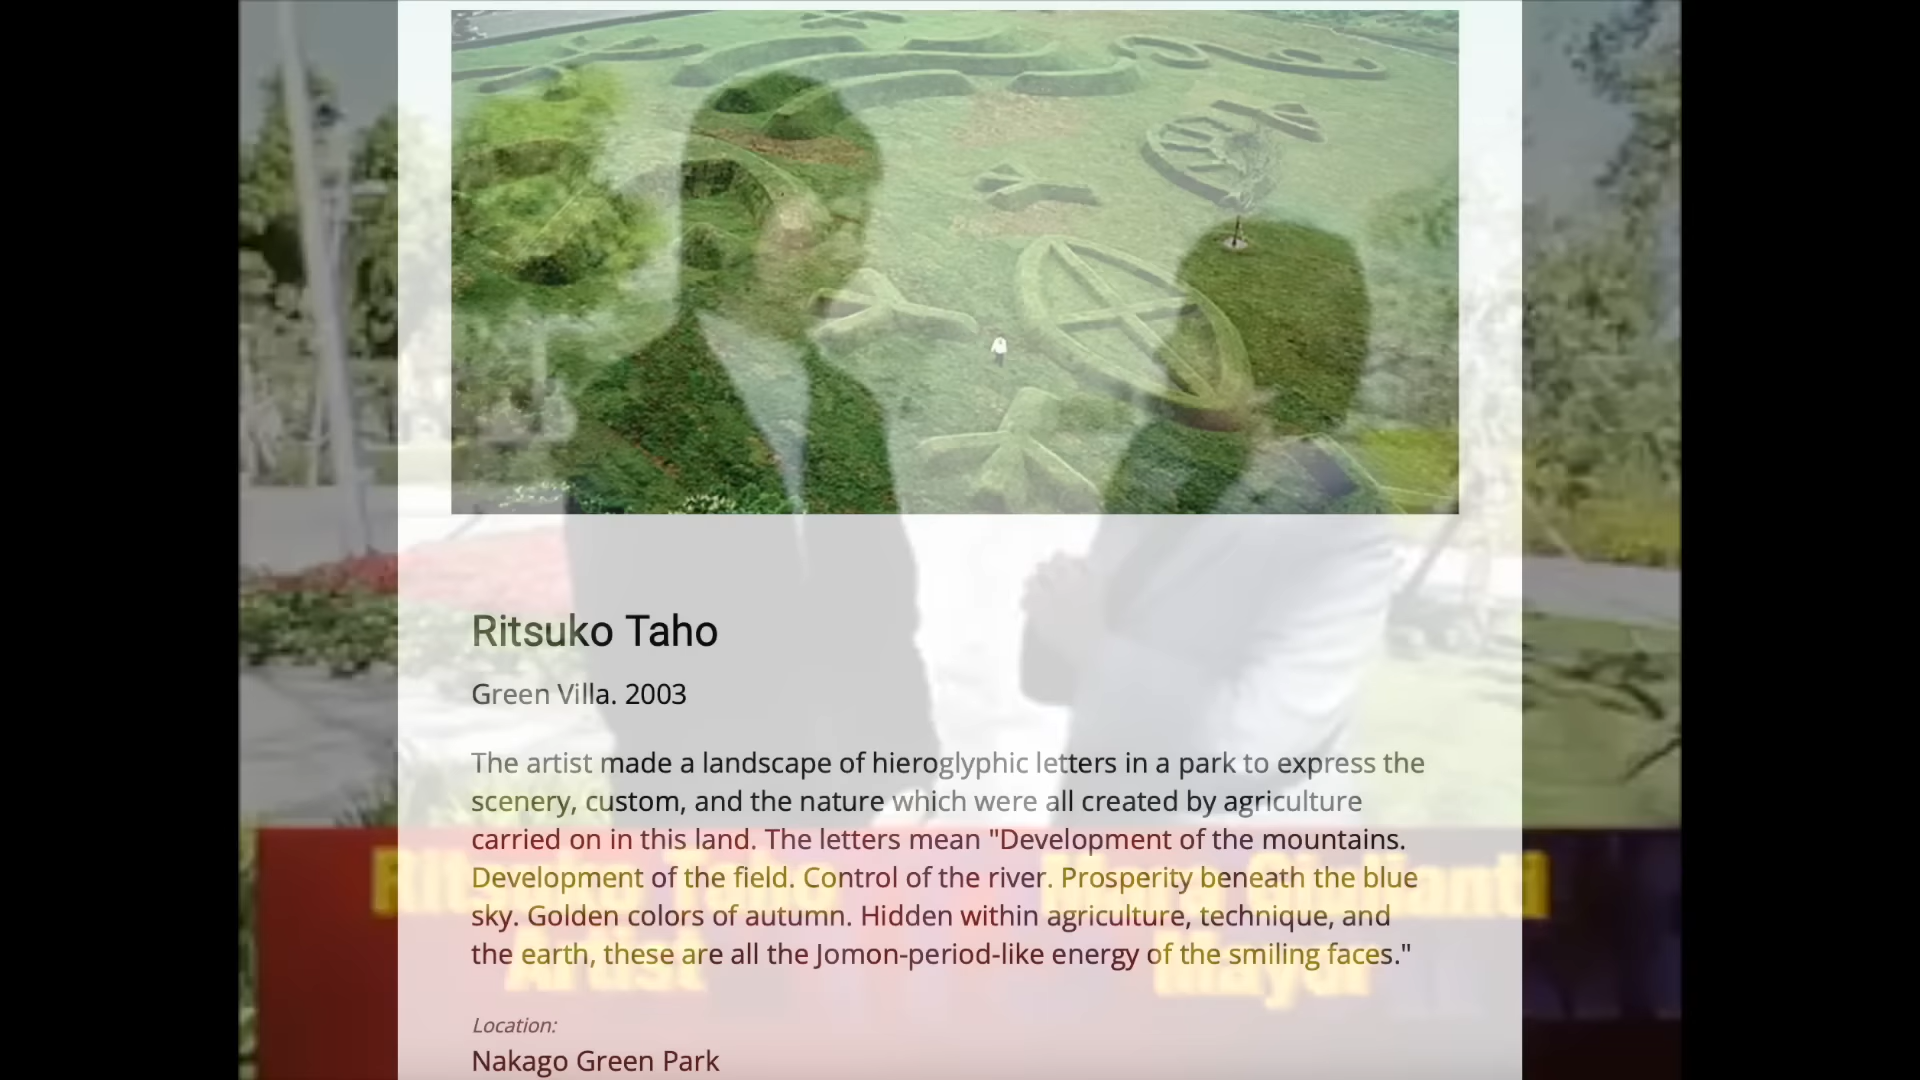 Ritsuko Taho
Green Villa. 2003
The artist made a landscape of hieroglyphic letters in a park to express the
scenery, custom, and the nature which were all created by agriculture
carried on in this land. The letters mean "Development of the mountains.
Development of the field. Control of the river. Prosperity beneath the blue
sky. Golden colors of autumn. Hidden within agriculture, technique, and
the earth, these are all the Jomon-period-like energy of the smiling faces."
Location:
Nakago Green Park
Ritsuko Taho
Artist
Mayor